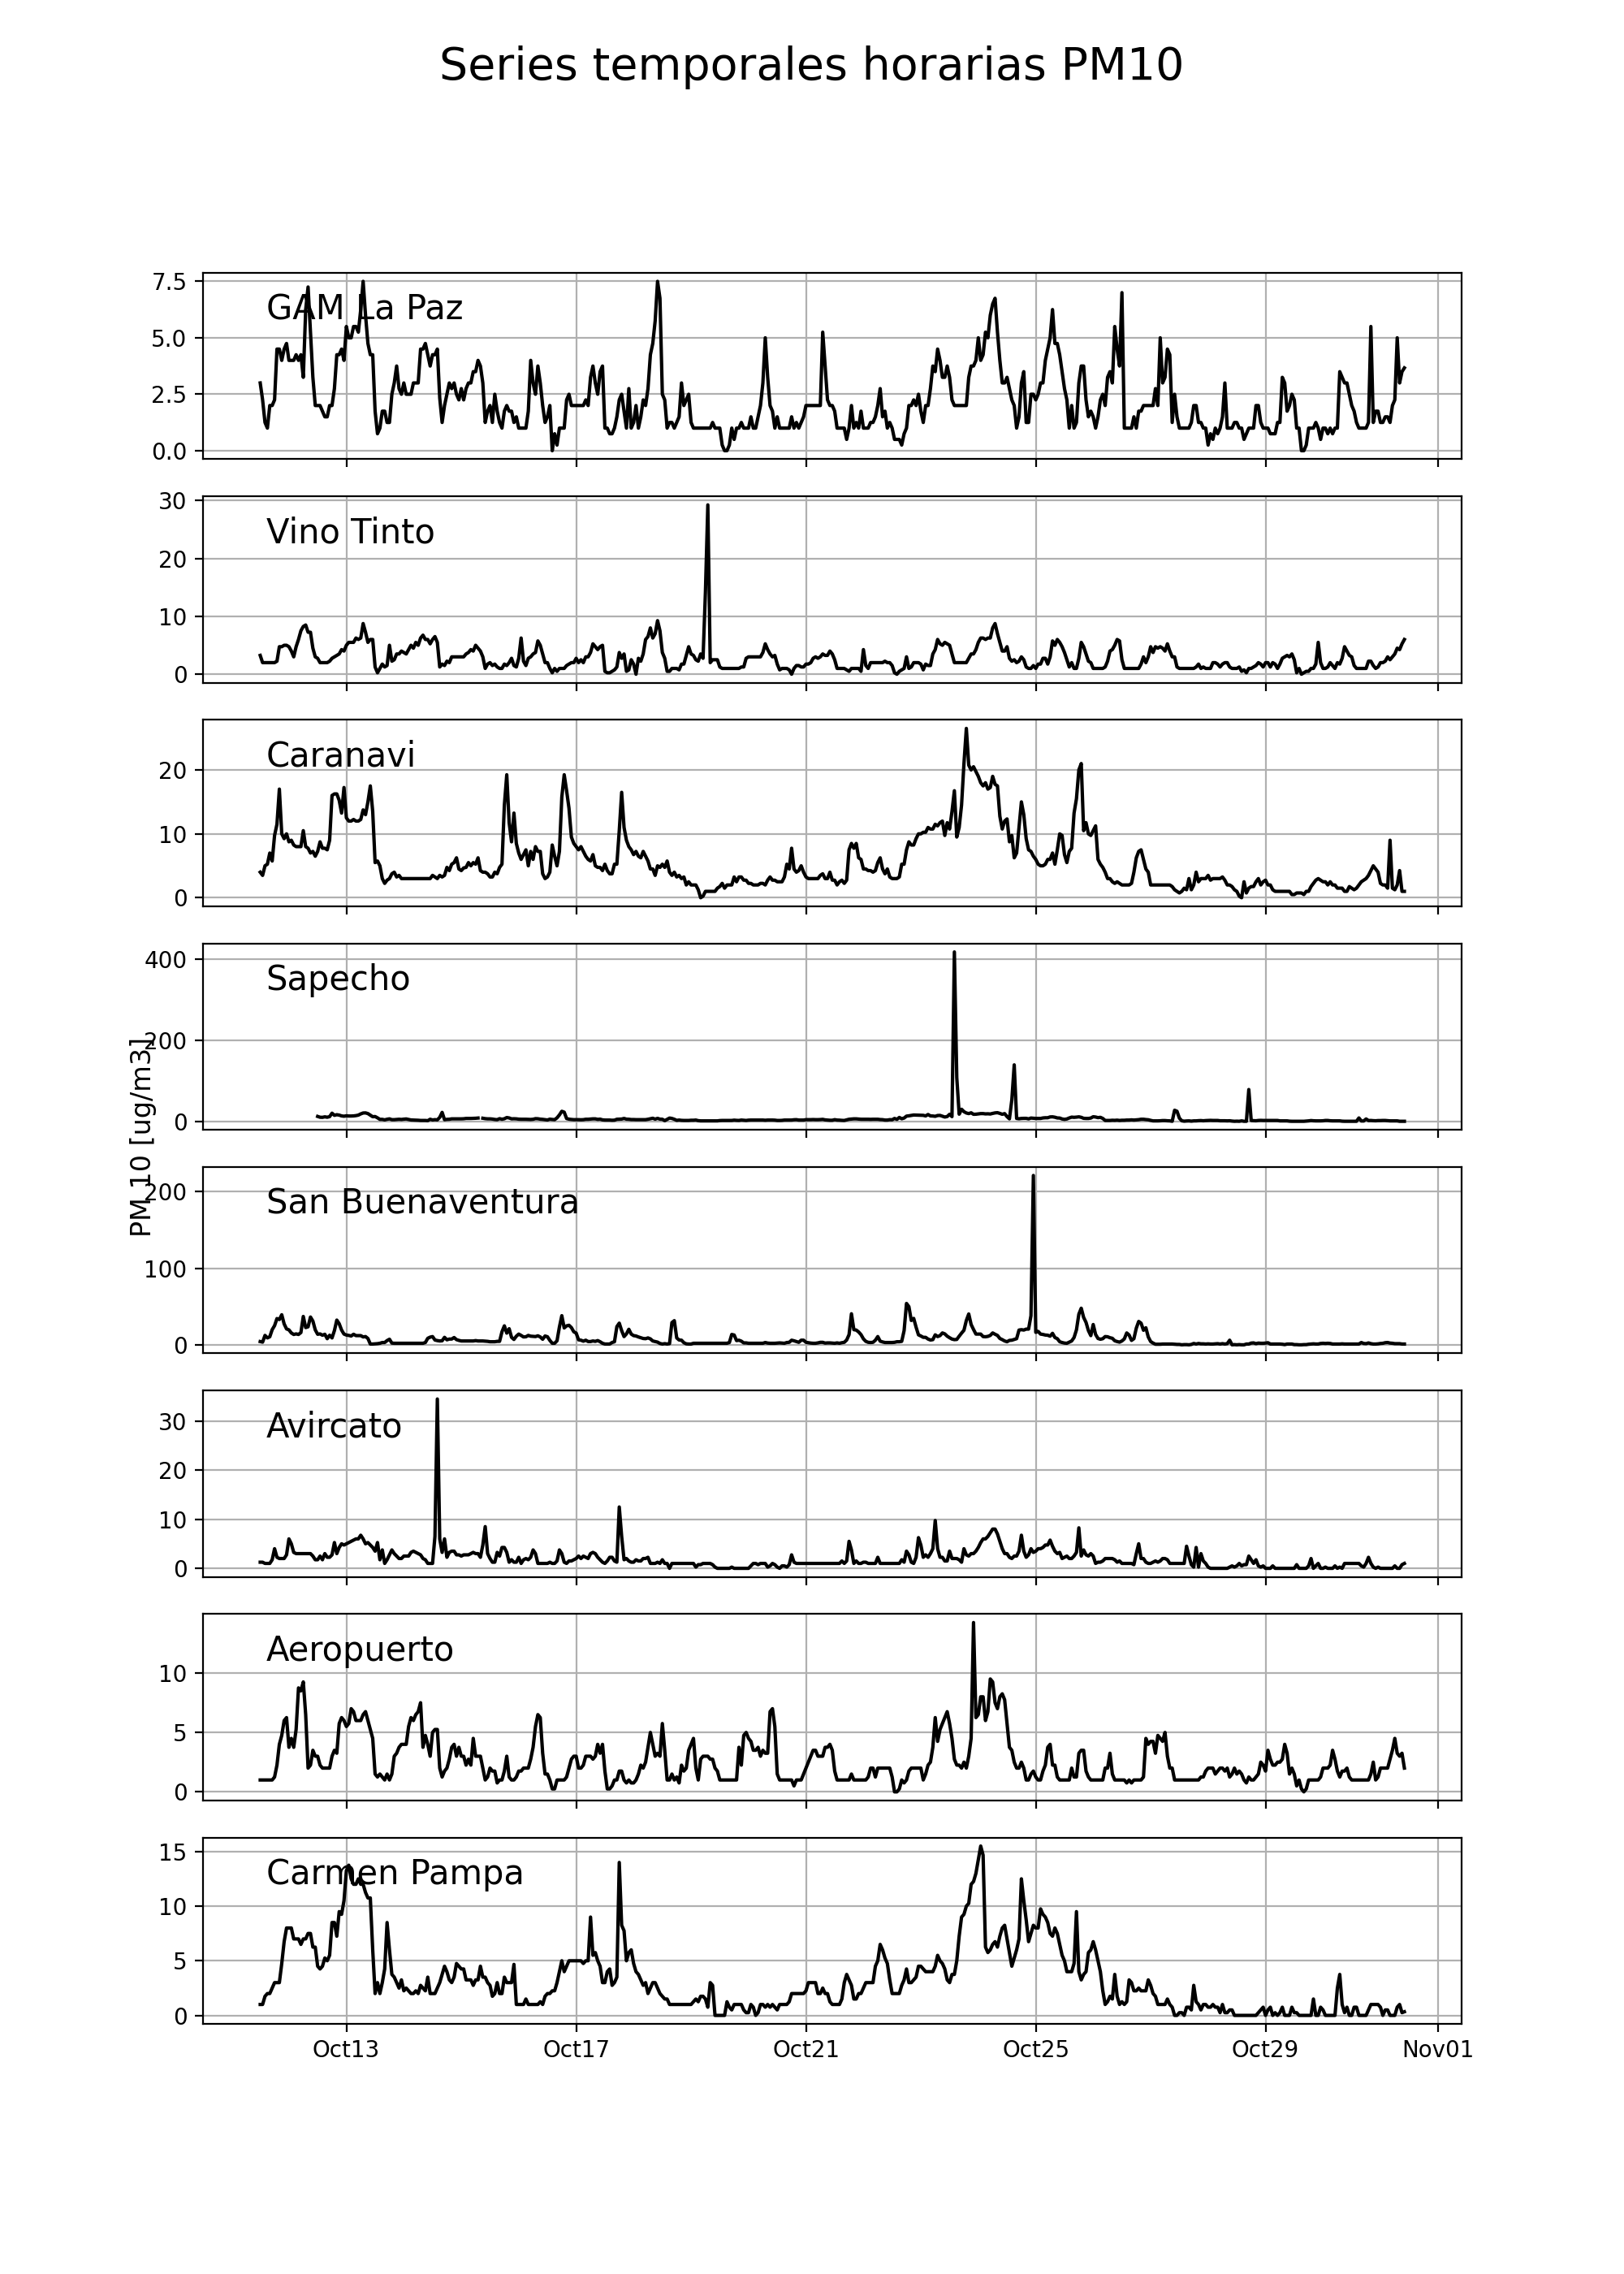 Series temporales horarias PM10
GAM La Paz
7.5
5.0
2.5
0.0
Vino Tinto
30
20
10
0
Caranavi
20
10
0
Sapecho
400
200
0
PM 10 [ug/m3]
San Buenaventura
200
100
0
Avircato
30
20
10
0
Aeropuerto
10
5
0
Carmen Pampa
15
10
5
0
Oct13 Oct17 Oct21 Oct25 Oct29 Nov01